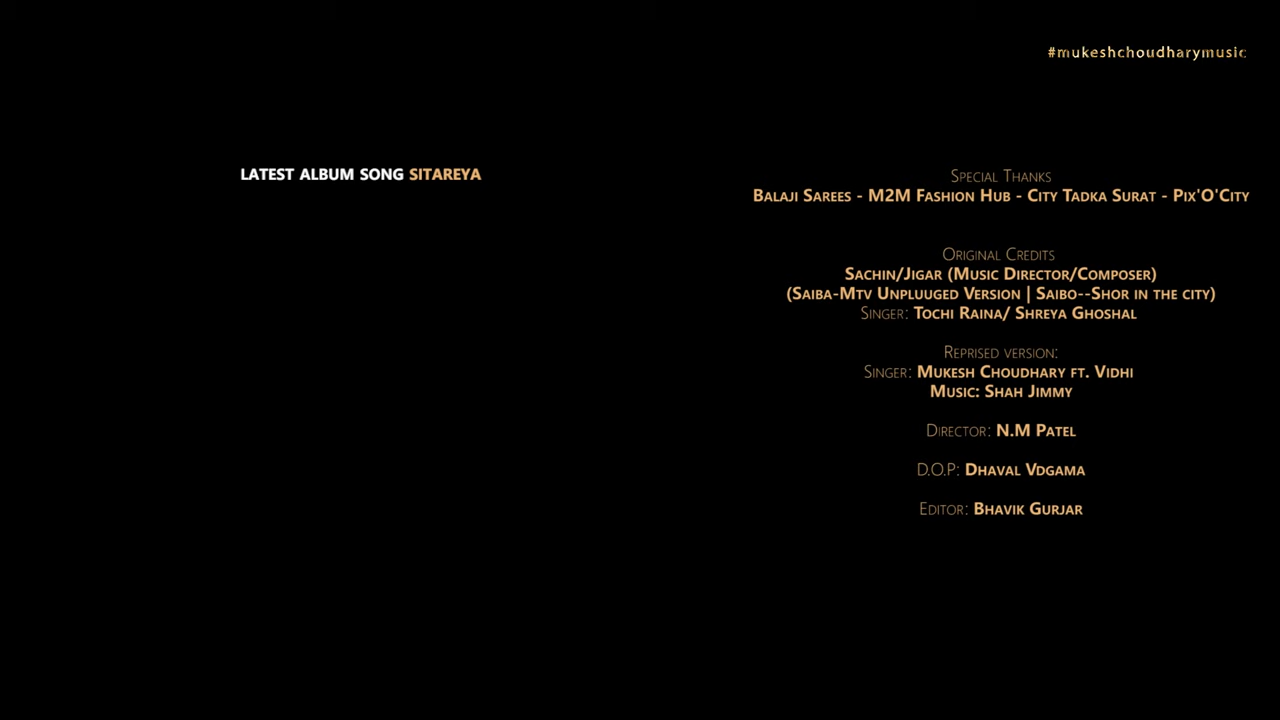 #mukeshchoudharymusic
LATEST ALBUM SONG SITAREYA
Special Thanks
Balaji Sarees - M2M Fashion Hub - City Tadka Surat - Pix'O'City
Original Credits
Sachin/Jigar (Music Director/Composer)
(Saiba-Mtv Unpluuged Version | Saibo--Shor in the city)
Singer: Tochi Raina/ Shreya Ghoshal
Reprised version:
Singer: Mukesh Choudhary ft. Vidhi
Music: Shah Jimmy
Director: N.M Patel
D.O.P: Dhaval Vdgama
Editor: Bhavik Gurjar